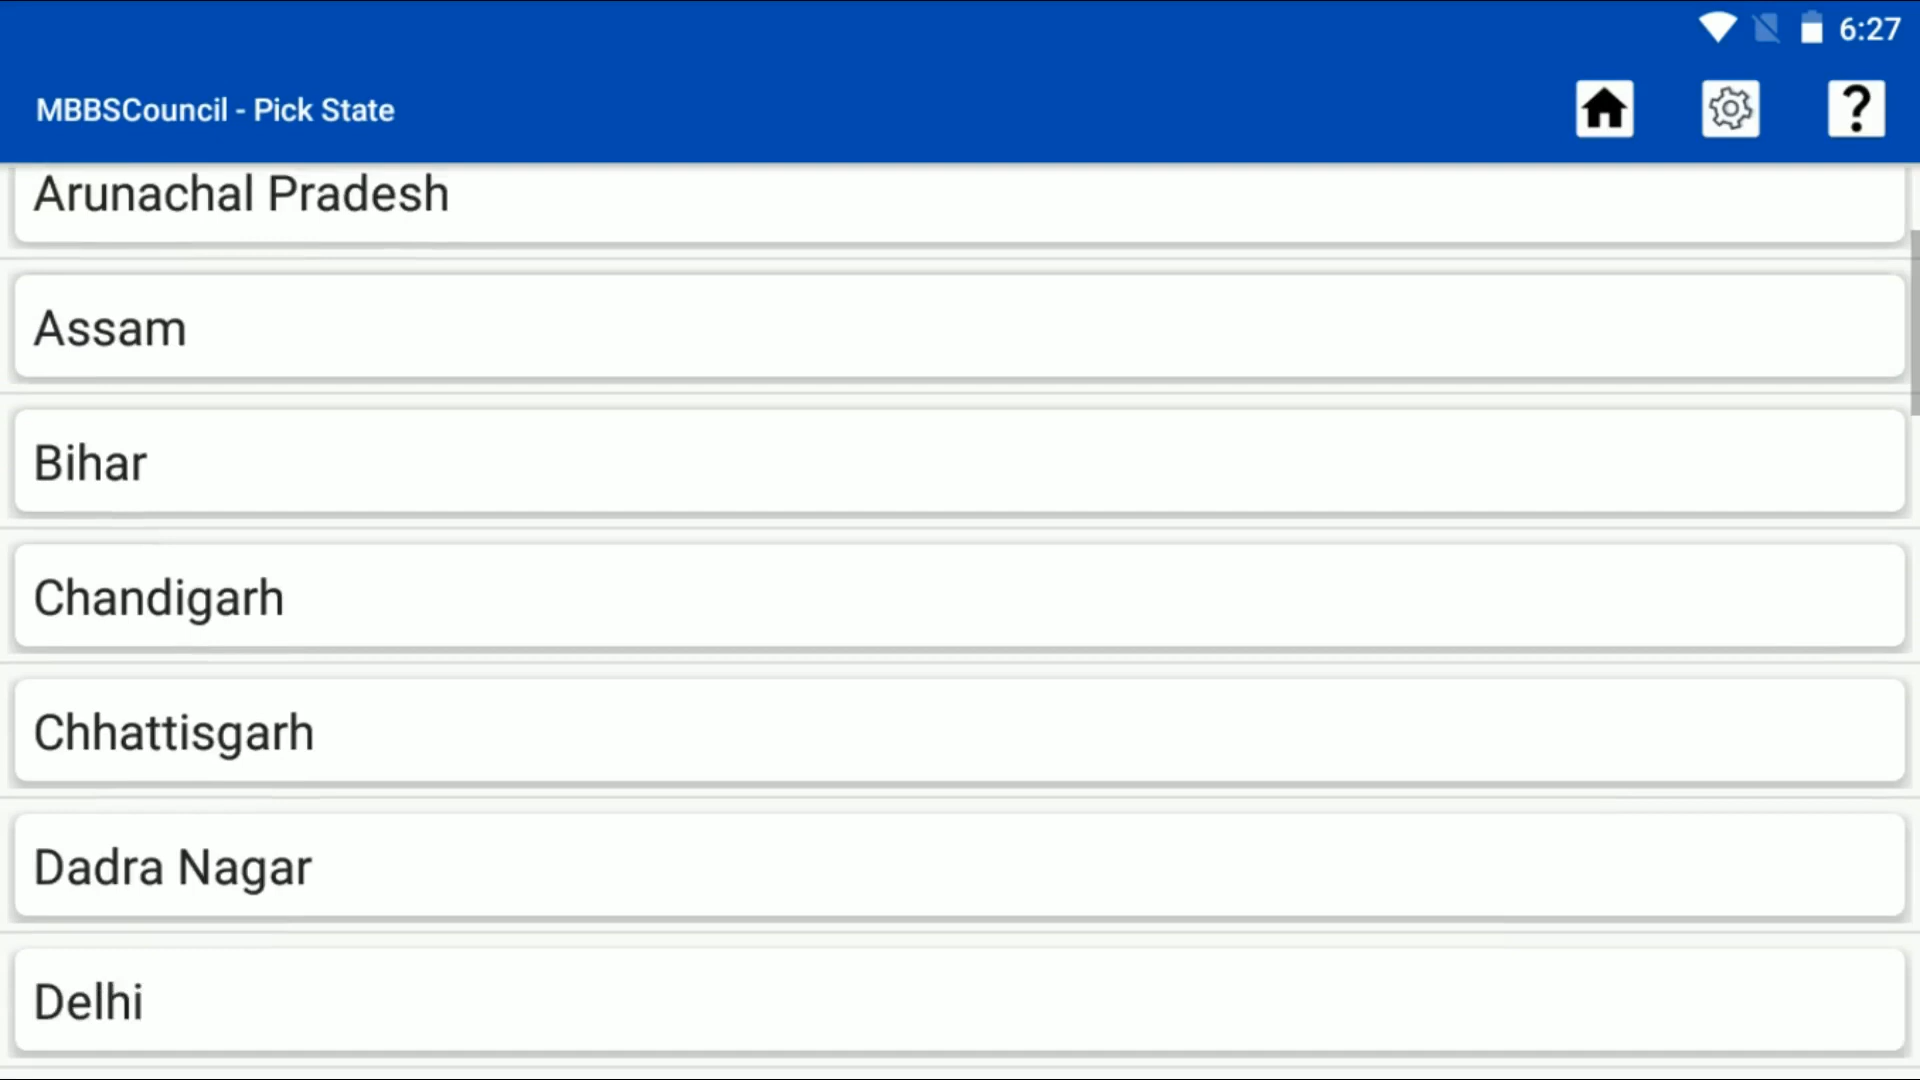 6:27
MBBSCouncil - Pick State
?
Arunachal Pradesh
Assam
Bihar
Chandigarh
Chhattisgarh
Dadra Nagar
Delhi